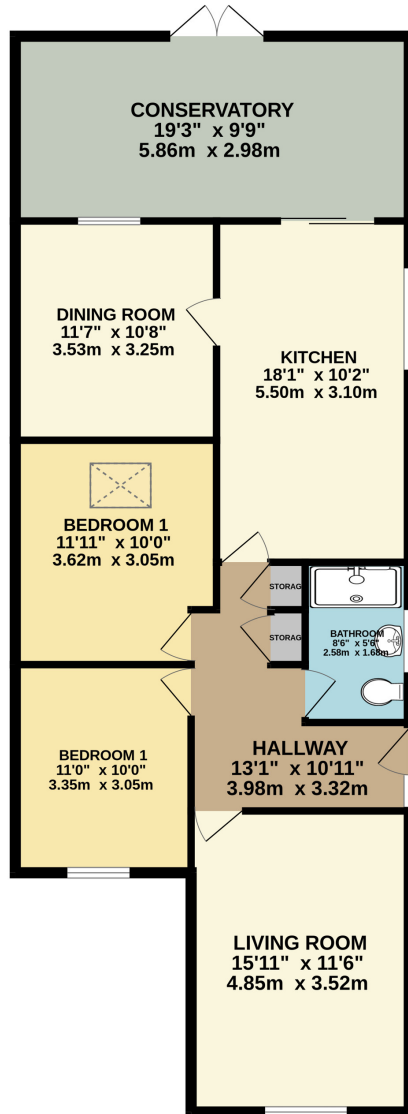 CONSERVATORY
19'3" x 9'9"
5.86m x 2.98m
DINING ROOM
11'7" x 10'8"
3.53m x 3.25m
KITCHEN
18'1" x 10'2"
5.50m x 3.10m
BEDROOM 1
11'11" x 10'0"
3.62m x 3.05m
STORAG
STORAG
BATHROOM
8'6" x 5'6"
2.58m x 1.68m
BEDROOM 1
11'0" x 10'0"
3.35m x 3.05m
HALLWAY
13'1" x 10'11"
3.98m x 3.32m
LIVING ROOM
15'11" x 11'6"
4.85m x 3.52m